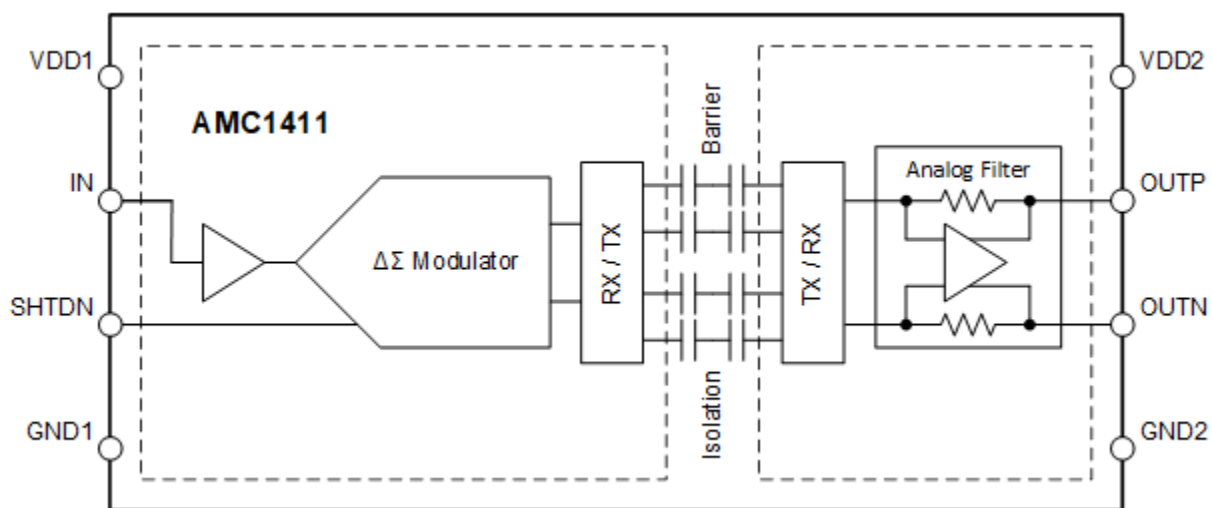 VDD1
VDD2
AMC1411
Barrier
IN
Analog Filter
OUTP
ΔΣ Modulator
RX / TX
TX / RX
SHTDN
OUTN
GND1
Isolation
GND2